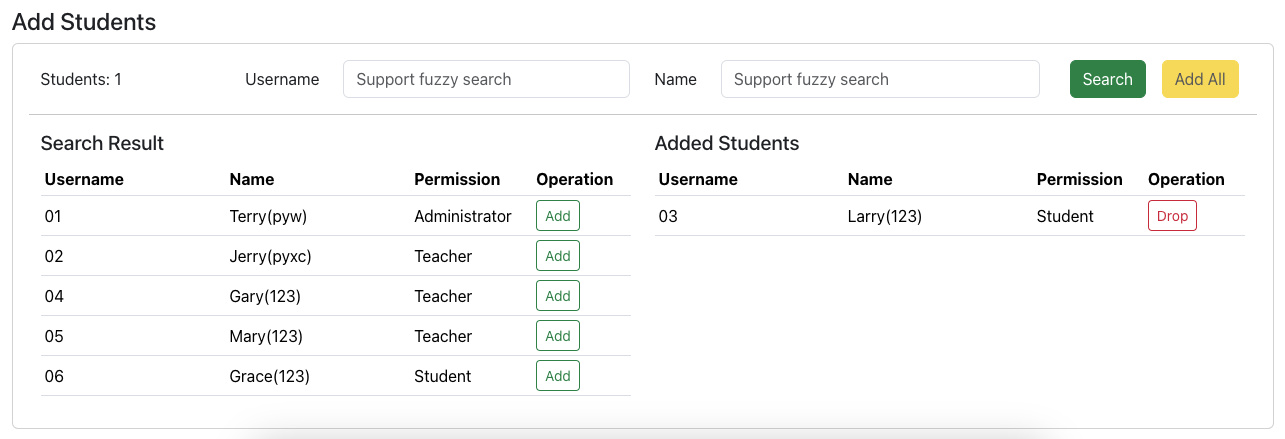 Add Students
Students: 1 Username Support fuzzy search Name Support fuzzy search Search Add All
Search Result
Username Name Permission Operation
01 Terry(pyw) Administrator Add
02 Jerry(pyxc) Teacher Add
04 Gary(123) Teacher Add
05 Mary(123) Teacher Add
06 Grace(123) Student Add
Added Students
Username Name Permission Operation
03 Larry(123) Student Drop